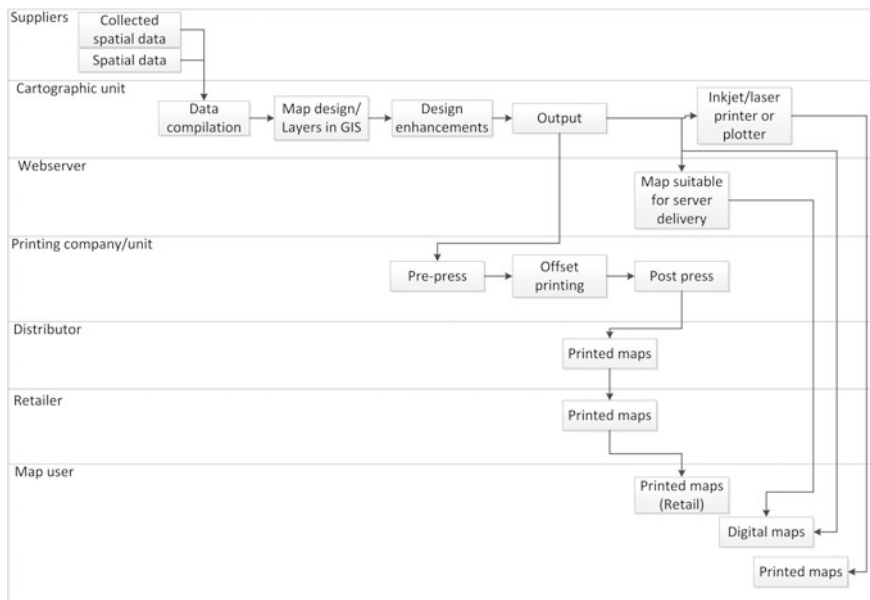 Suppliers
Collected
spatial data
Spatial data
Cartographic unit
Data
compilation
Map design/
Layers in GIS
Design
enhancements
Output
Inkjet/laser
printer or
plotter
Webserver
Map suitable
for server
delivery
Printing company/unit
Pre-press
Offset
printing
Post press
Distributor
Printed maps
Retailer
Printed maps
Map user
Printed maps
(Retail)
Digital maps
Printed maps